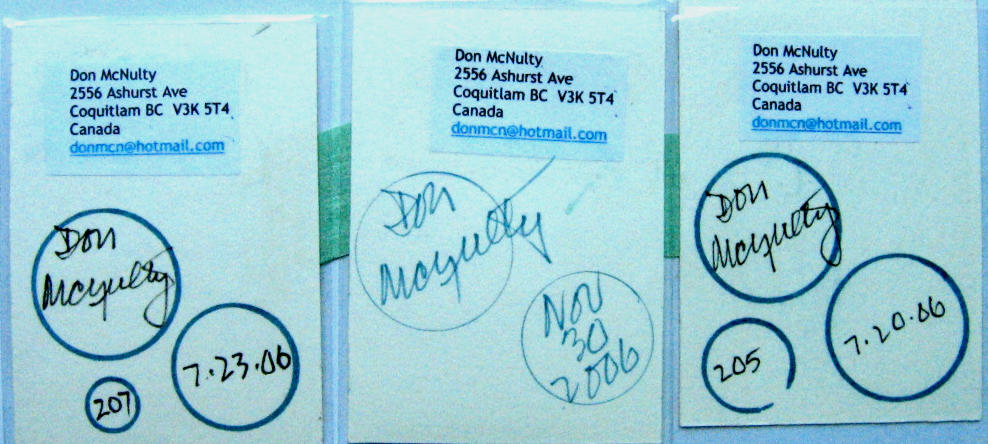 Don McNulty
2556 Ashurst Ave
Coquitlam BC V3K 5T4
Canada
donmcn@hotmail.com
Don
McNulty
7.23.06
207
Don McNulty
2556 Ashurst Ave
Coquitlam BC V3K 5T4
Canada
donmcn@hotmail.com
Don
McNulty
Nov
30
2006
Don McNulty
2556 Ashurst Ave
Coquitlam BC V3K 5T4
Canada
donmcn@hotmail.com
Don
McNulty
7.20.06
205